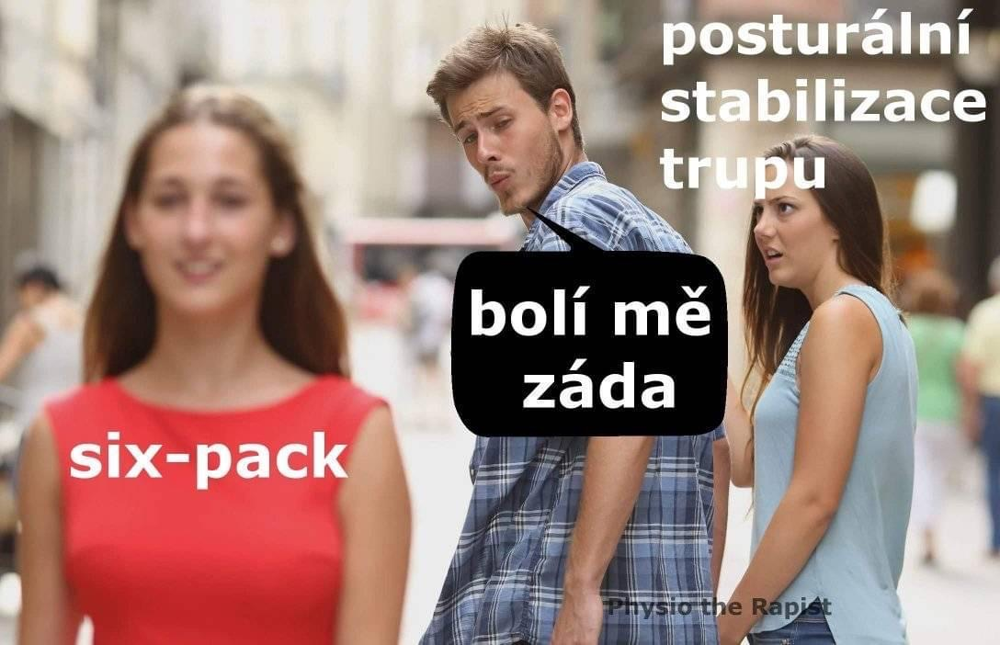 posturální
stabilizace
trupu
bolí mě
záda
six-pack
Physio the Rapist